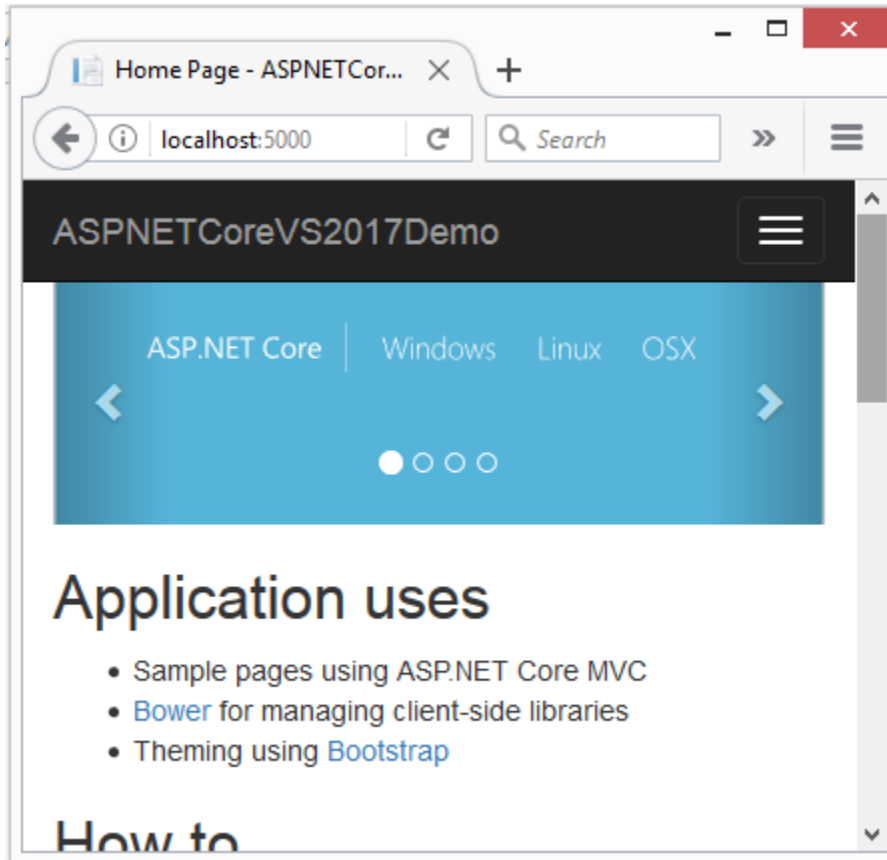 Home Page - ASPNETCor...
localhost:5000
Search
ASPNETCoreVS2017Demo
ASP.NET Core Windows Linux OSX
Application uses
Sample pages using ASP.NET Core MVC
Bower for managing client-side libraries
Theming using Bootstrap
How to